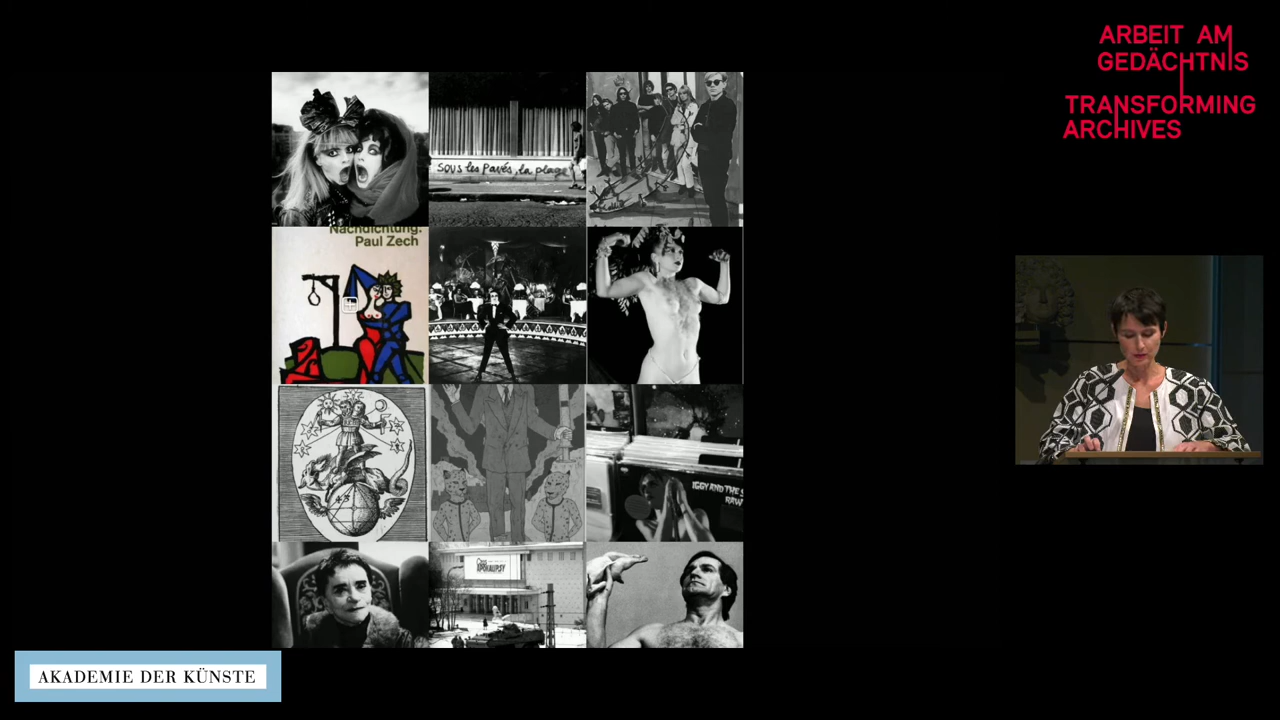 ARBEIT AM
GEDÄCHTNIS
TRANSFORMING
ARCHIVES
sous les pavés, la plage
Nachdichtung:
Paul Zech
IGGY AND THE S
RAW
AKADEMIE DER KÜNSTE